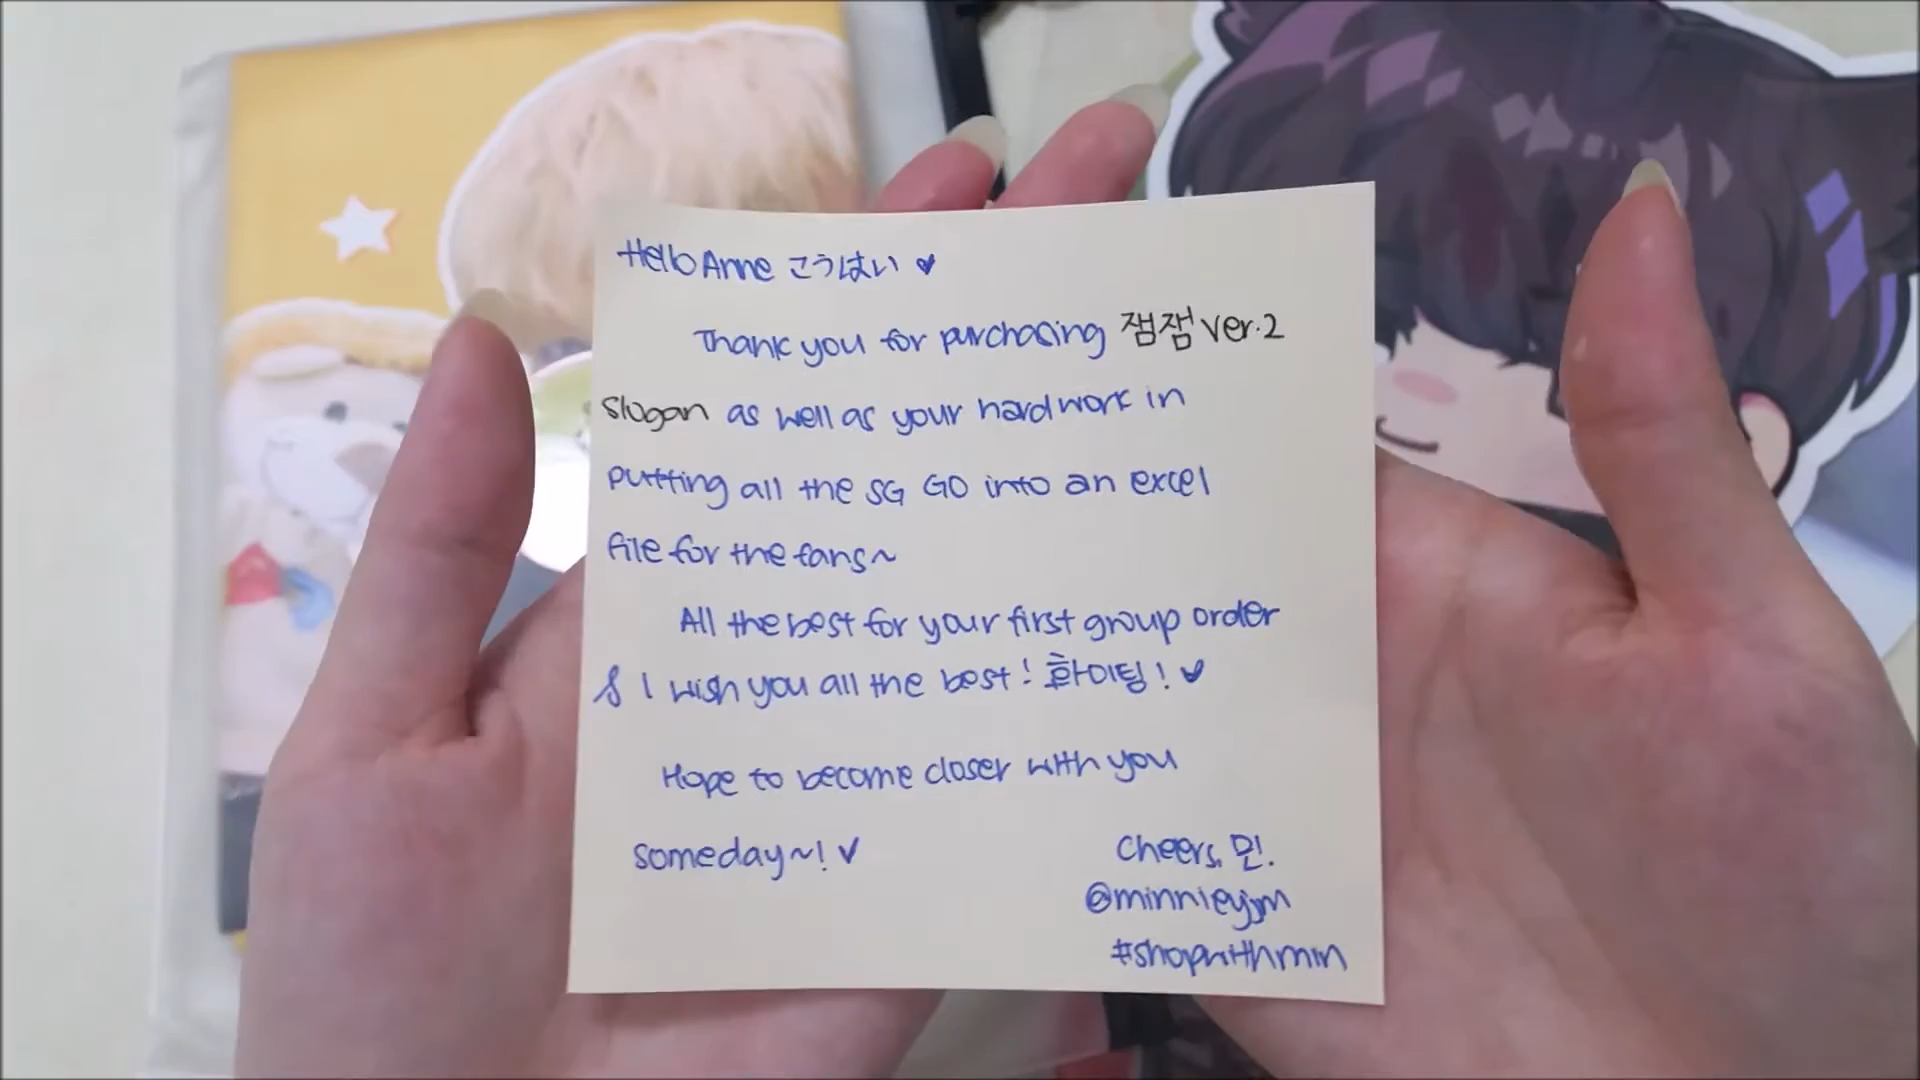 Hello Anne こうはい ♥
Thank you for purchasing 잼잼 ver.2
slogan as well as your hard work in
putting all the SG GO into an excel
file for the fans~
All the best for your first group order
& I wish you all the best! 화이팅! ♥
Hope to become closer with you
someday~! ♥
Cheers, 민.
@minnieyjm
#shopwithmin